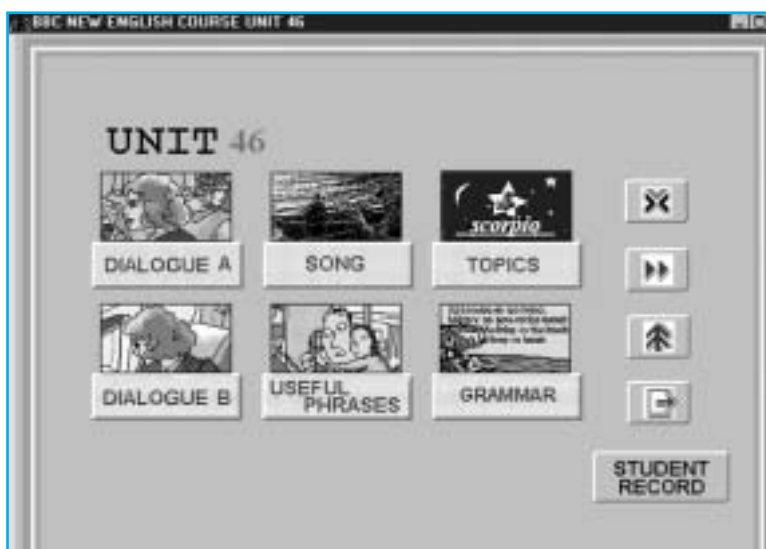 BBC NEW ENGLISH COURSE UNIT 46
UNIT 46
DIALOGUE A
SONG
scorpio
TOPICS
DIALOGUE B
USEFUL
PHRASES
GRAMMAR
STUDENT
RECORD